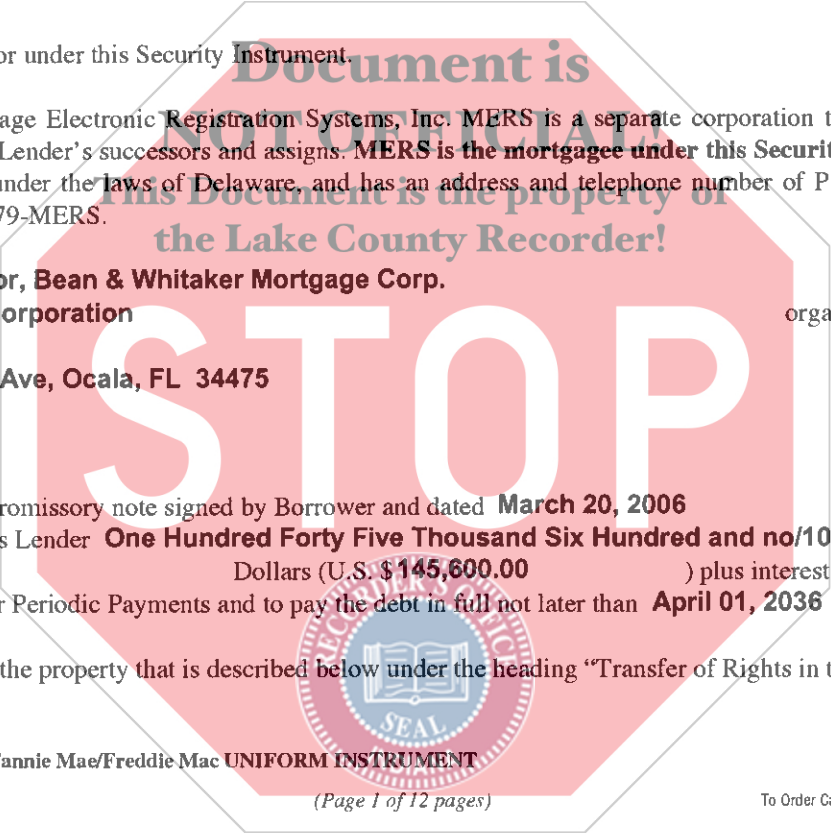 or under this Security Instrument.
Document is
NOT OFFICIAL!
This Document is the property of
the Lake County Recorder!
STOP
age Electronic Registration Systems, Inc. MERS is a separate corporation t
Lender's successors and assigns. MERS is the mortgagee under this Securit
under the laws of Delaware, and has an address and telephone number of P
79-MERS.
or, Bean & Whitaker Mortgage Corp.
orporation orga
Ave, Ocala, FL 34475
romissory note signed by Borrower and dated March 20, 2006
s Lender One Hundred Forty Five Thousand Six Hundred and no/10
Dollars (U.S. $145,600.00 ) plus interest
r Periodic Payments and to pay the debt in full not later than April 01, 2036
the property that is described below under the heading “Transfer of Rights in t
RECORDER'S OFFICE
SEAL
annie Mae/Freddie Mac UNIFORM INSTRUMENT
(Page 1 of 12 pages)
To Order Ca